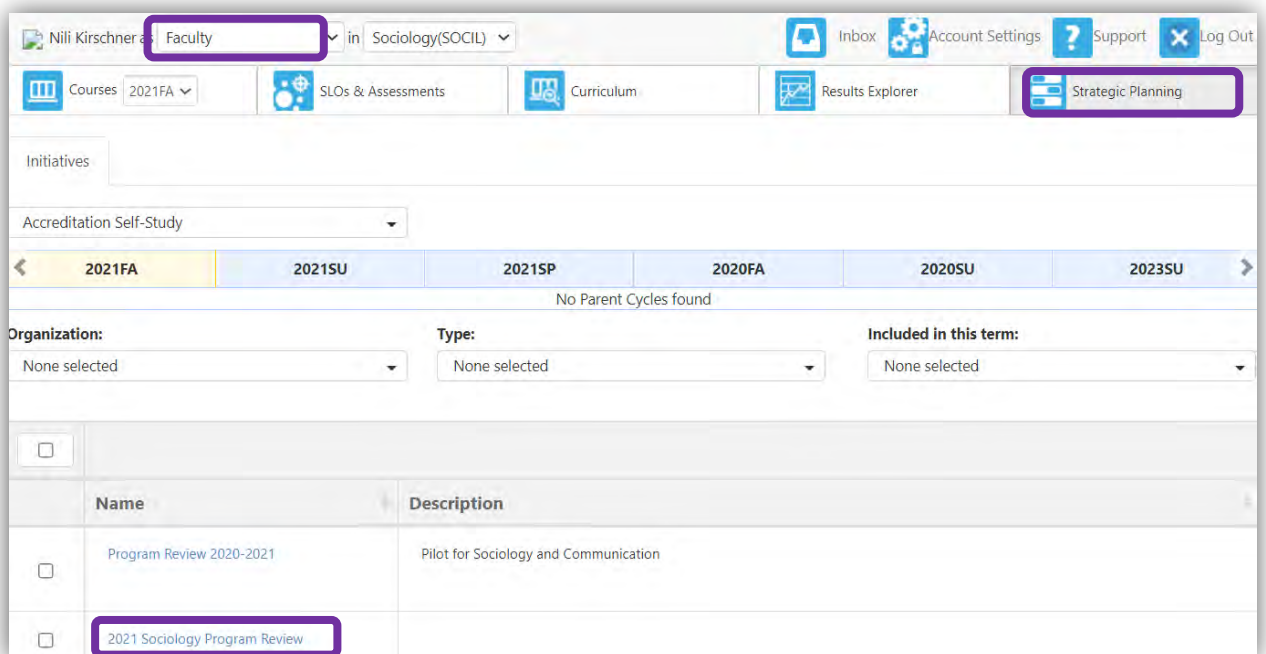 Nili Kirschner as Faculty in Sociology(SOCIL) Inbox Account Settings ? Support Log Out
Courses 2021FA SLOs & Assessments Curriculum Results Explorer Strategic Planning
Initiatives
Accreditation Self-Study
2021FA 2021SU 2021SP 2020FA 2020SU 2023SU
No Parent Cycles found
Organization: Type: Included in this term:
None selected None selected None selected
Name Description
Program Review 2020-2021 Pilot for Sociology and Communication
2021 Sociology Program Review